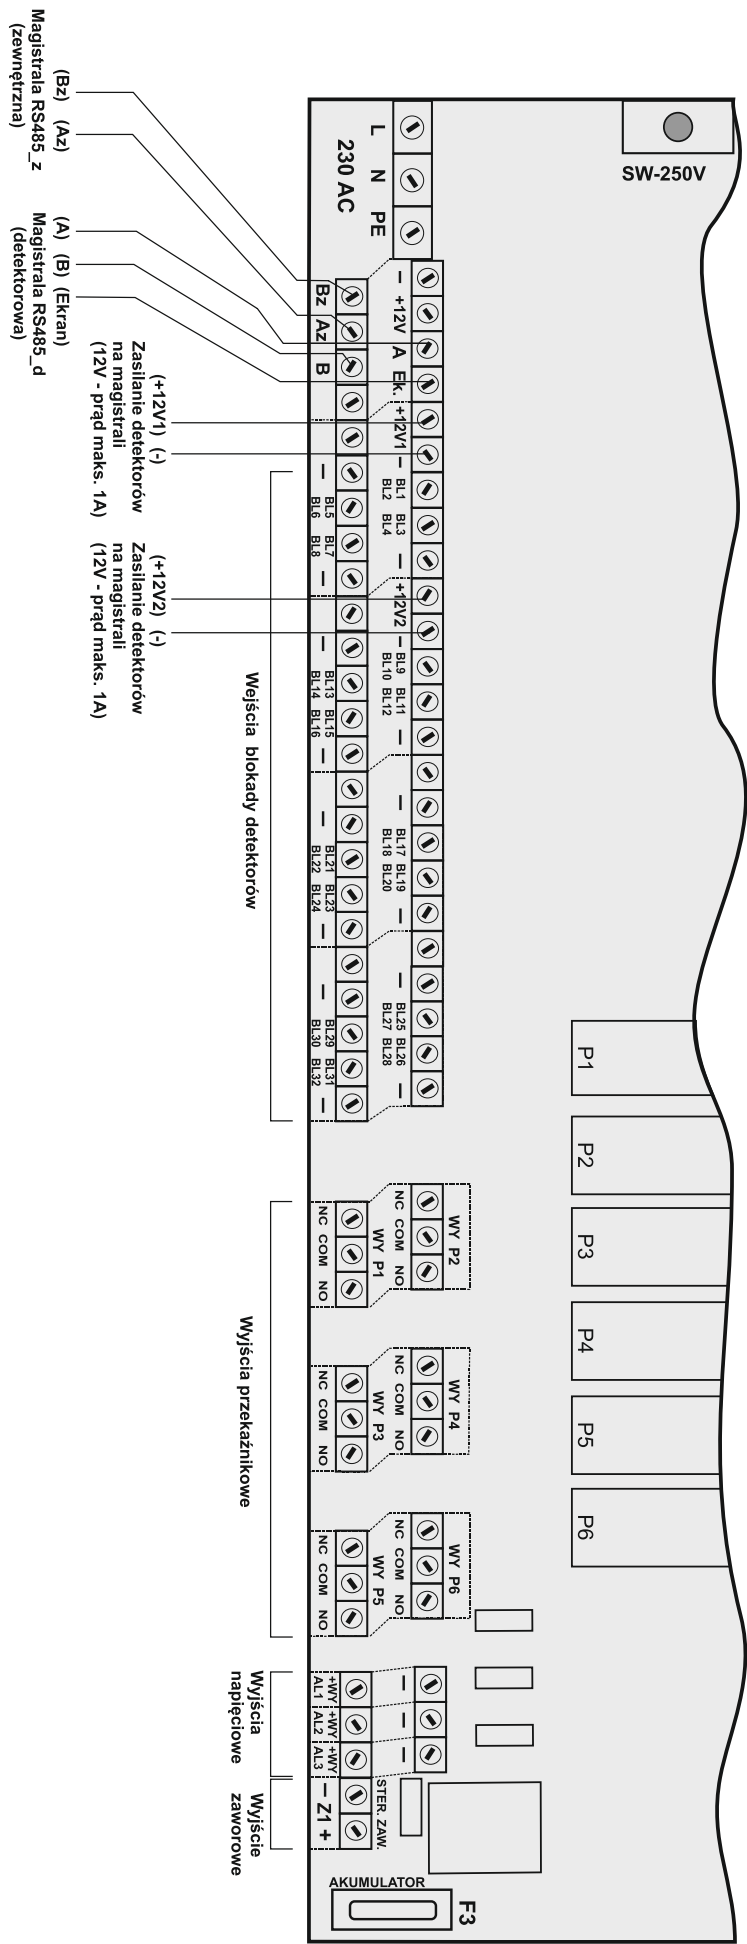 SW-250V
L N PE
230 AC
Magistrala RS485_z
(zewnętrzna)
(Bz) (Az)
Magistrala RS485_d
(detektorowa)
(A) (B) (Ekran)
(+12V1) (-)
Zasilanie detektorów
na magistrali
(12V - prąd maks. 1A)
(+12V2) (-)
Zasilanie detektorów
na magistrali
(12V - prąd maks. 1A)
– +12V A Ek. +12V1 –
BL1 BL3 –
BL2 BL4
+12V2 –
BL9 BL11 –
BL10 BL12
– BL17 BL19 –
BL18 BL20
– BL25 BL26 –
BL27 BL28
Bz Az B
– BL5 BL7 –
BL6 BL8
– BL13 BL15 –
BL14 BL16
– BL21 BL23 –
BL22 BL24
– BL29 BL31 –
BL30 BL32
Wejścia blokady detektorów
P1
P2
P3
P4
P5
P6
WY P2
NC COM NO
WY P1
NC COM NO
WY P4
NC COM NO
WY P3
NC COM NO
WY P6
NC COM NO
WY P5
NC COM NO
Wyjścia przekaźnikowe
– – –
+WY +WY +WY
AL1 AL2 AL3
Wyjścia
napięciowe
STER. ZAW.
– Z1 +
Wyjście
zaworowe
AKUMULATOR
F3